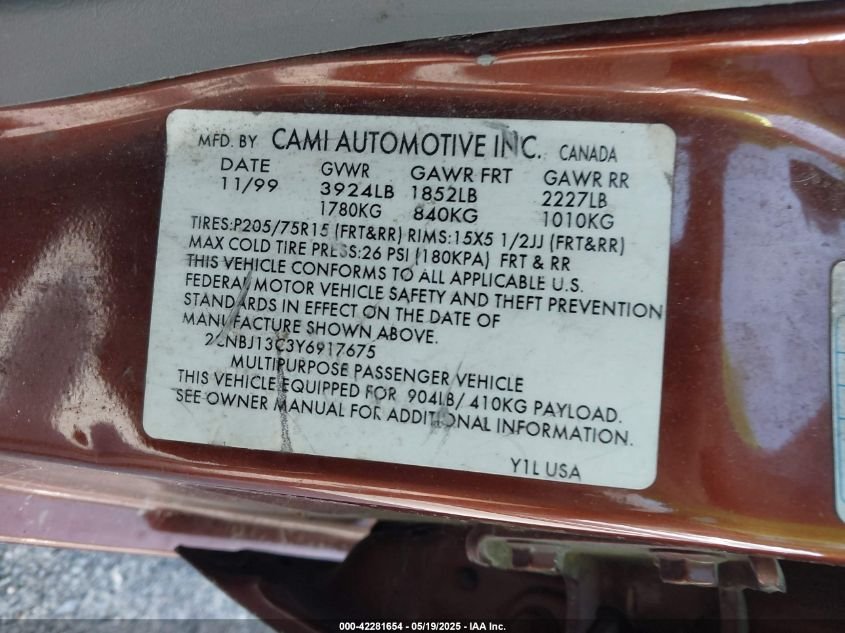 MFD. BY CAMI AUTOMOTIVE INC. CANADA
DATE GVWR GAWR FRT GAWR RR
11/99 3924LB 1852LB 2227LB
1780KG 840KG 1010KG
TIRES:P205/75R15 (FRT&RR) RIMS:15X5 1/2JJ (FRT&RR)
MAX COLD TIRE PRESS:26 PSI (180KPA) FRT & RR
THIS VEHICLE CONFORMS TO ALL APPLICABLE U.S.
FEDERAL MOTOR VEHICLE SAFETY AND THEFT PREVENTION
STANDARDS IN EFFECT ON THE DATE OF
MANUFACTURE SHOWN ABOVE.
2CNBJ13C3Y6917675
MULTIPURPOSE PASSENGER VEHICLE
THIS VEHICLE EQUIPPED FOR 904LB/ 410KG PAYLOAD.
SEE OWNER MANUAL FOR ADDITIONAL INFORMATION.
Y1L USA
000-42281654 - 05/19/2025 - IAA Inc.